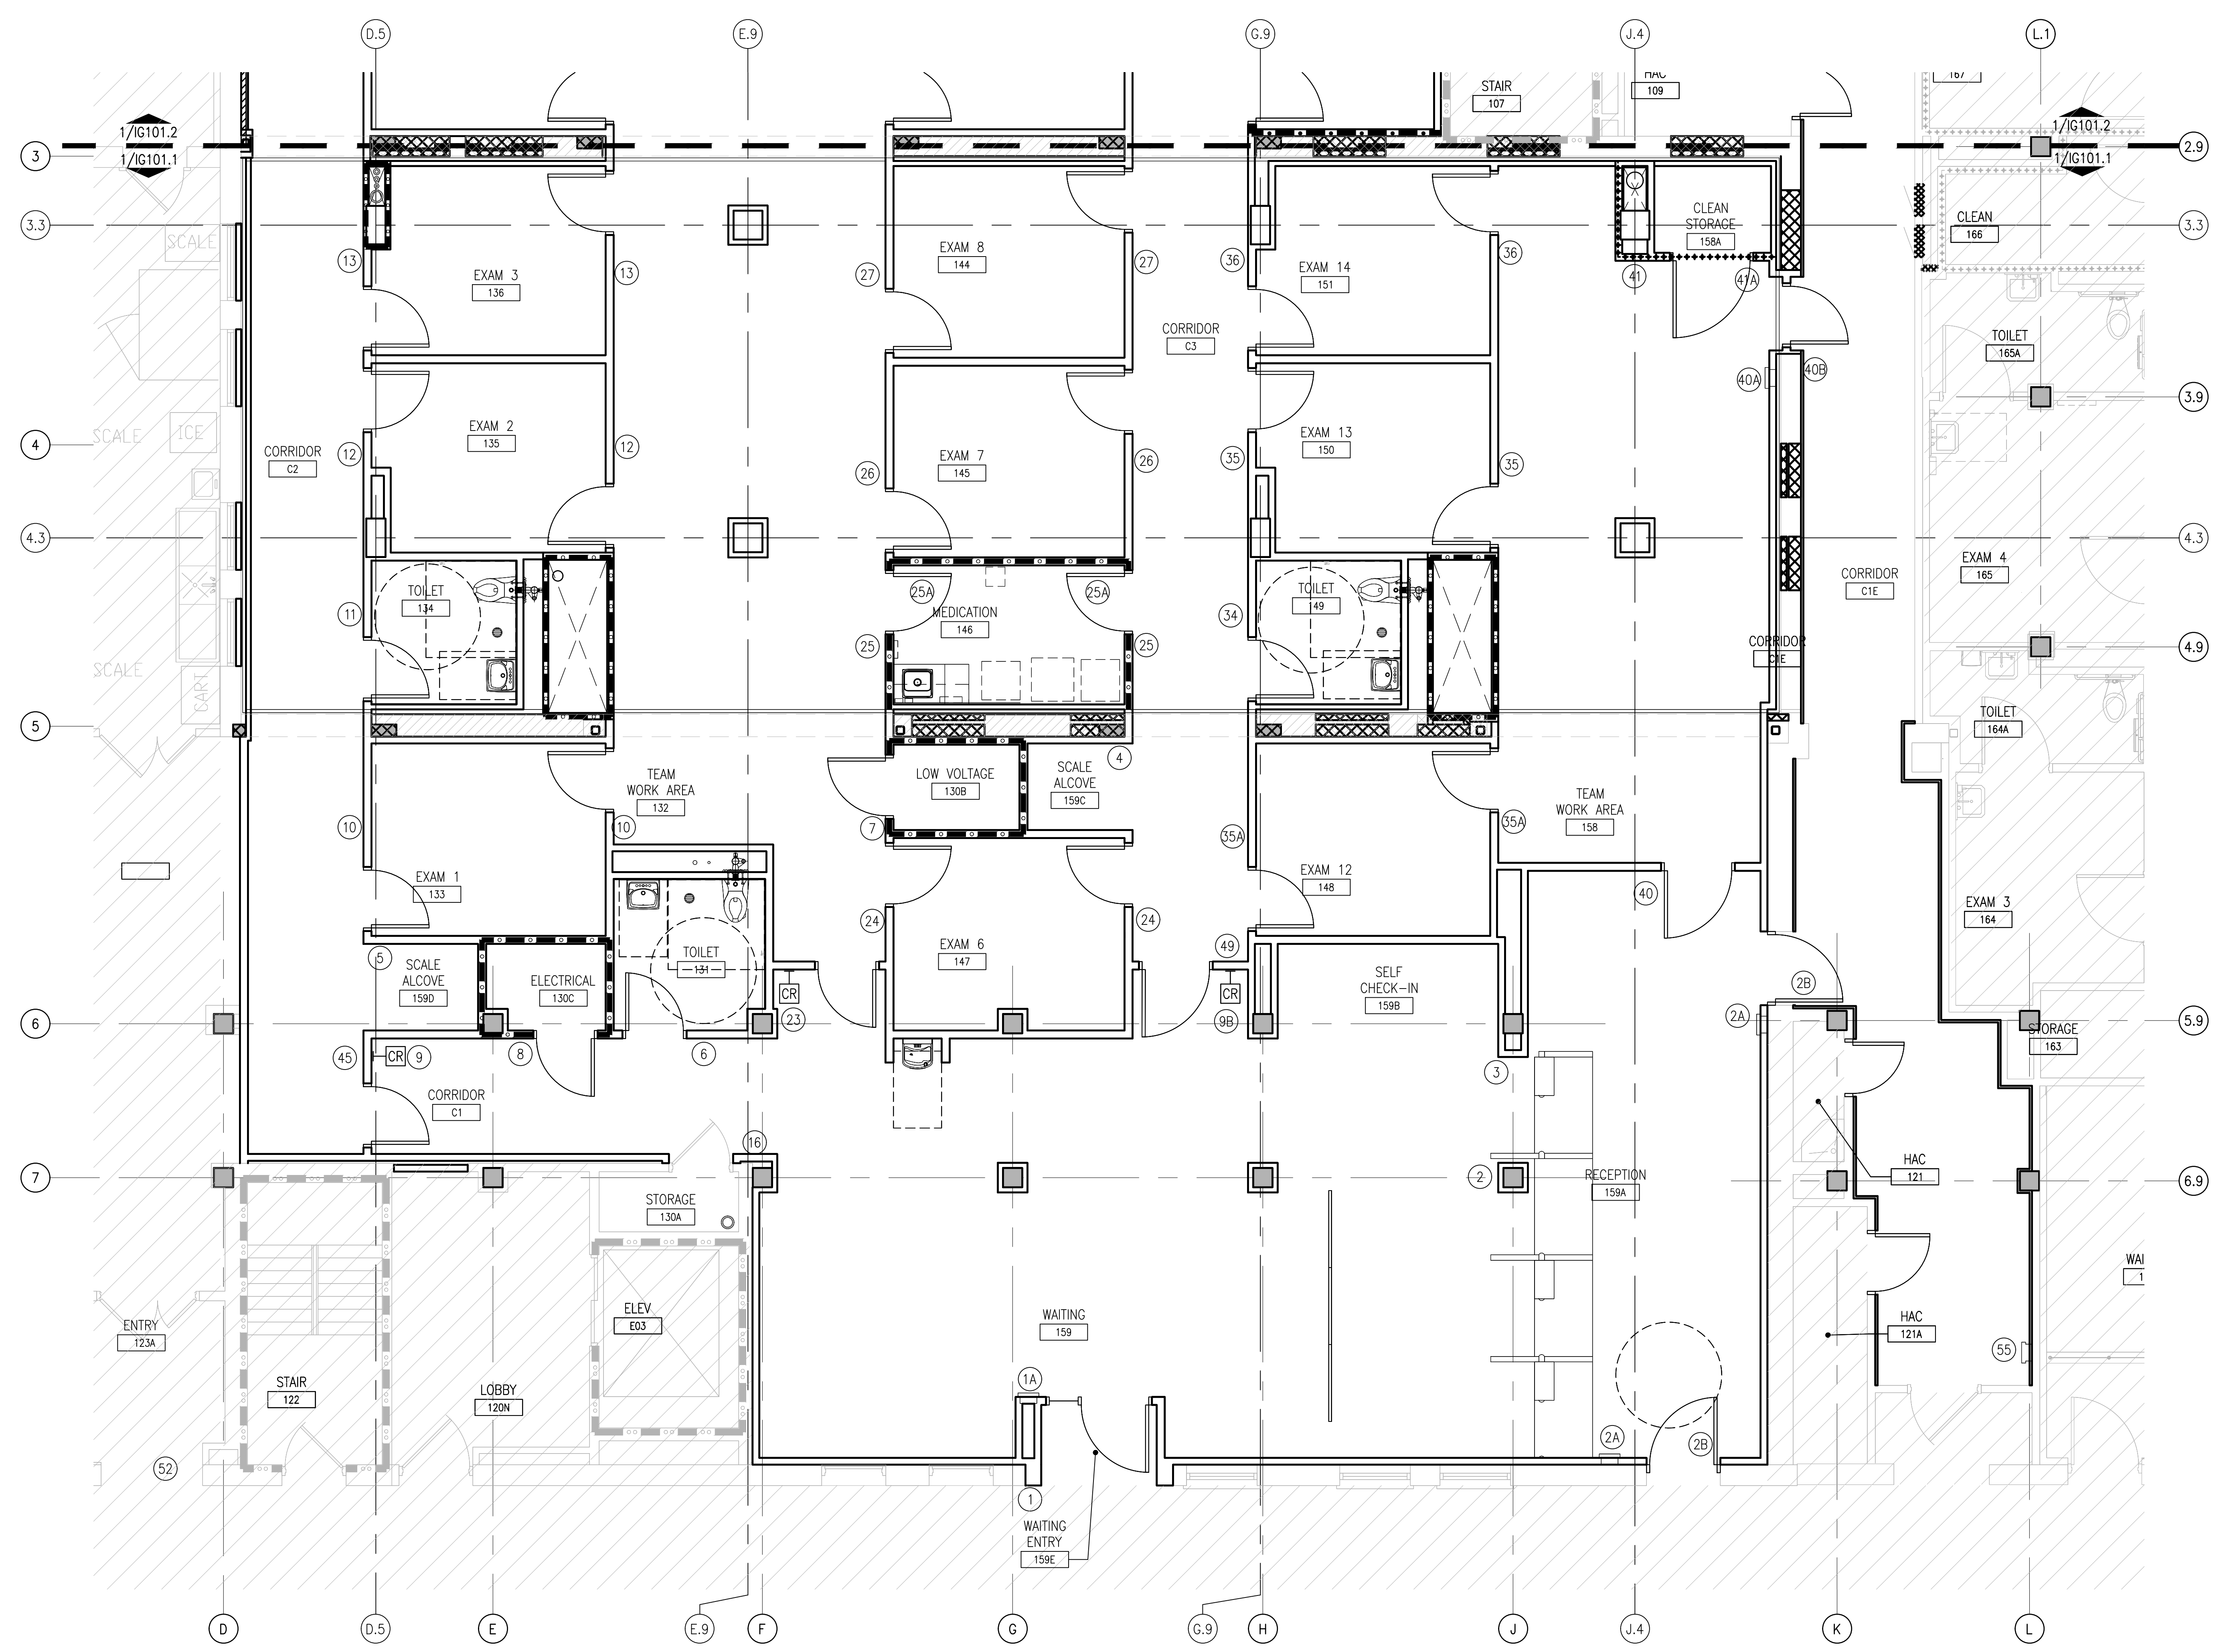 D.5
E.9
G.9
J.4
L.1
STAIR
107
HAC
109
167
1/IG101.2
1/IG101.1
1/IG101.2
1/IG101.1
3
2.9
3.3
3.3
SCALE
CLEAN
STORAGE
158A
CLEAN
166
13
EXAM 3
136
13
27
EXAM 8
144
27
36
EXAM 14
151
36
41
41A
CORRIDOR
C3
TOILET
165A
40A
40B
3.9
4
SCALE
ICE
CORRIDOR
C2
12
EXAM 2
135
12
26
EXAM 7
145
26
35
EXAM 13
150
35
4.3
4.3
EXAM 4
165
CORRIDOR
C1E
11
TOILET
134
25A
25A
MEDICATION
146
25
25
34
TOILET
149
CORRIDOR
C1E
4.9
SCALE
CART
5
TOILET
164A
4
TEAM
WORK AREA
132
LOW VOLTAGE
130B
SCALE
ALCOVE
159C
TEAM
WORK AREA
158
10
10
7
35A
35A
EXAM 1
133
EXAM 12
148
40
24
24
EXAM 3
164
5
SCALE
ALCOVE
159D
ELECTRICAL
130C
TOILET
131
EXAM 6
147
49
SELF
CHECK-IN
159B
2B
CR
CR
6
23
9B
2A
5.9
STORAGE
163
45
CR
9
8
6
3
CORRIDOR
C1
16
7
2
RECEPTION
159A
HAC
121
6.9
STORAGE
130A
WAI
1
ELEV
E03
WAITING
159
HAC
121A
ENTRY
123A
55
STAIR
122
LOBBY
120N
1A
2A
2B
52
1
WAITING
ENTRY
159E
D
D.5
E
E.9
F
G
G.9
H
J
J.4
K
L